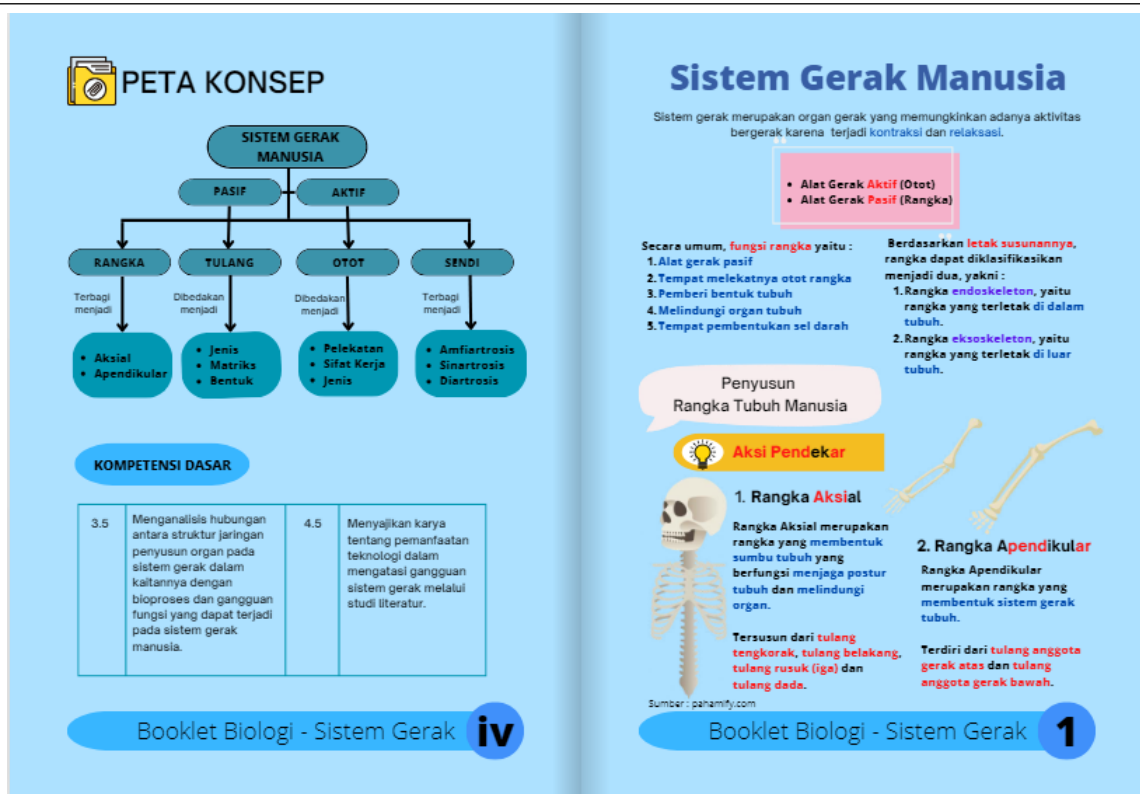 PETA KONSEP
SISTEM GERAK
MANUSIA
PASIF
AKTIF
RANGKA
TULANG
OTOT
SENDI
Terbagi
menjadi
Dibedakan
menjadi
Dibedakan
menjadi
Terbagi
menjadi
• Aksial
• Apendikular
• Jenis
• Matriks
• Bentuk
• Pelekatan
• Sifat Kerja
• Jenis
• Amfiartrosis
• Sinartrosis
• Diartrosis
KOMPETENSI DASAR
3.5
Menganalisis hubungan
antara struktur jaringan
penyusun organ pada
sistem gerak dalam
kaitannya dengan
bioproses dan gangguan
fungsi yang dapat terjadi
pada sistem gerak
manusia.
4.5
Menyajikan karya
tentang pemanfaatan
teknologi dalam
mengatasi gangguan
sistem gerak melalui
studi literatur.
Booklet Biologi - Sistem Gerak
iv
Sistem Gerak Manusia
Sistem gerak merupakan organ gerak yang memungkinkan adanya aktivitas
bergerak karena terjadi kontraksi dan relaksasi.
• Alat Gerak Aktif (Otot)
• Alat Gerak Pasif (Rangka)
Secara umum, fungsi rangka yaitu :
1. Alat gerak pasif
2. Tempat melekatnya otot rangka
3. Pemberi bentuk tubuh
4. Melindungi organ tubuh
5. Tempat pembentukan sel darah
Berdasarkan letak susunannya,
rangka dapat diklasifikasikan
menjadi dua, yakni :
1. Rangka endoskeleton, yaitu
rangka yang terletak di dalam
tubuh.
2. Rangka eksoskeleton, yaitu
rangka yang terletak di luar
tubuh.
Penyusun
Rangka Tubuh Manusia
Aksi Pendekar
1. Rangka Aksial
Rangka Aksial merupakan
rangka yang membentuk
sumbu tubuh yang
berfungsi menjaga postur
tubuh dan melindungi
organ.
Tersusun dari tulang
tengkorak, tulang belakang,
tulang rusuk (iga) dan
tulang dada.
2. Rangka Apendikular
Rangka Apendikular
merupakan rangka yang
membentuk sistem gerak
tubuh.
Terdiri dari tulang anggota
gerak atas dan tulang
anggota gerak bawah.
Sumber : pahamify.com
Booklet Biologi - Sistem Gerak
1